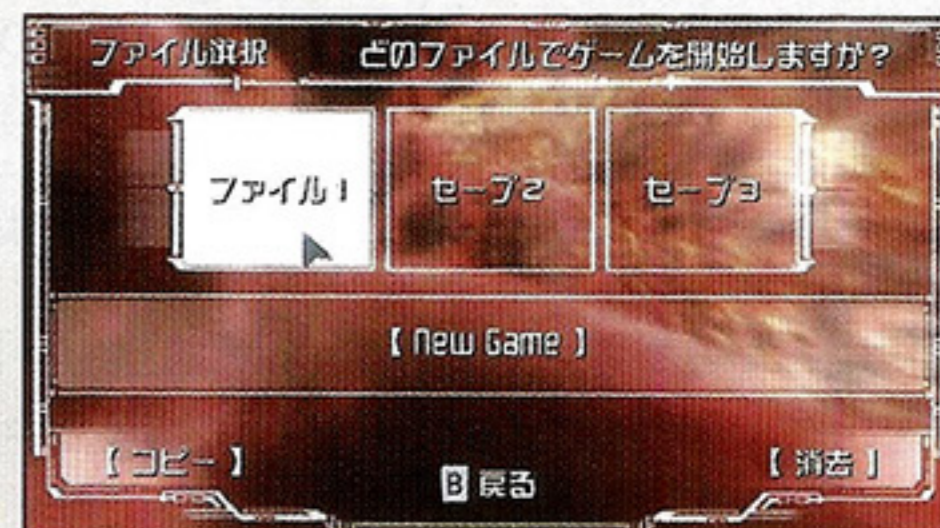 ファイル選択 どのファイルでゲームを開始しますか？
ファイル1 セーブ2 セーブ3
【 New Game 】
【 コピー 】 B 戻る 【 消去 】